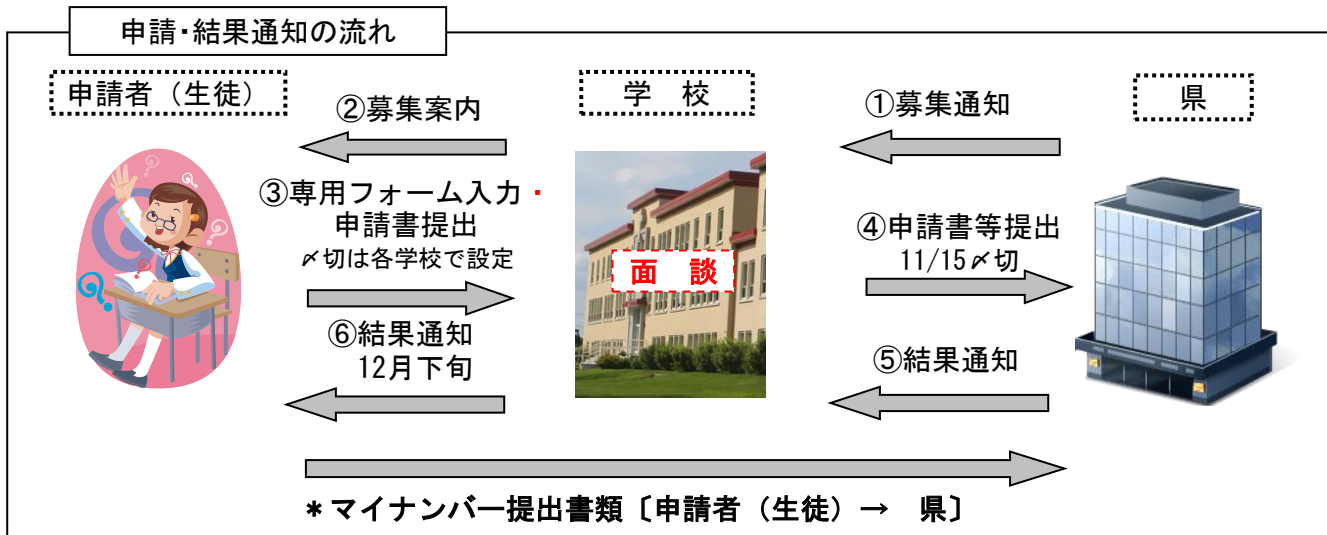 申請・結果通知の流れ
申請者（生徒）
学　校
県
②募集案内
①募集通知
③専用フォーム入力・
申請書提出
〆切は各学校で設定
④申請書等提出
11/15〆切
面　談
⑥結果通知
12月下旬
⑤結果通知
＊マイナンバー提出書類〔申請者（生徒）→　県〕